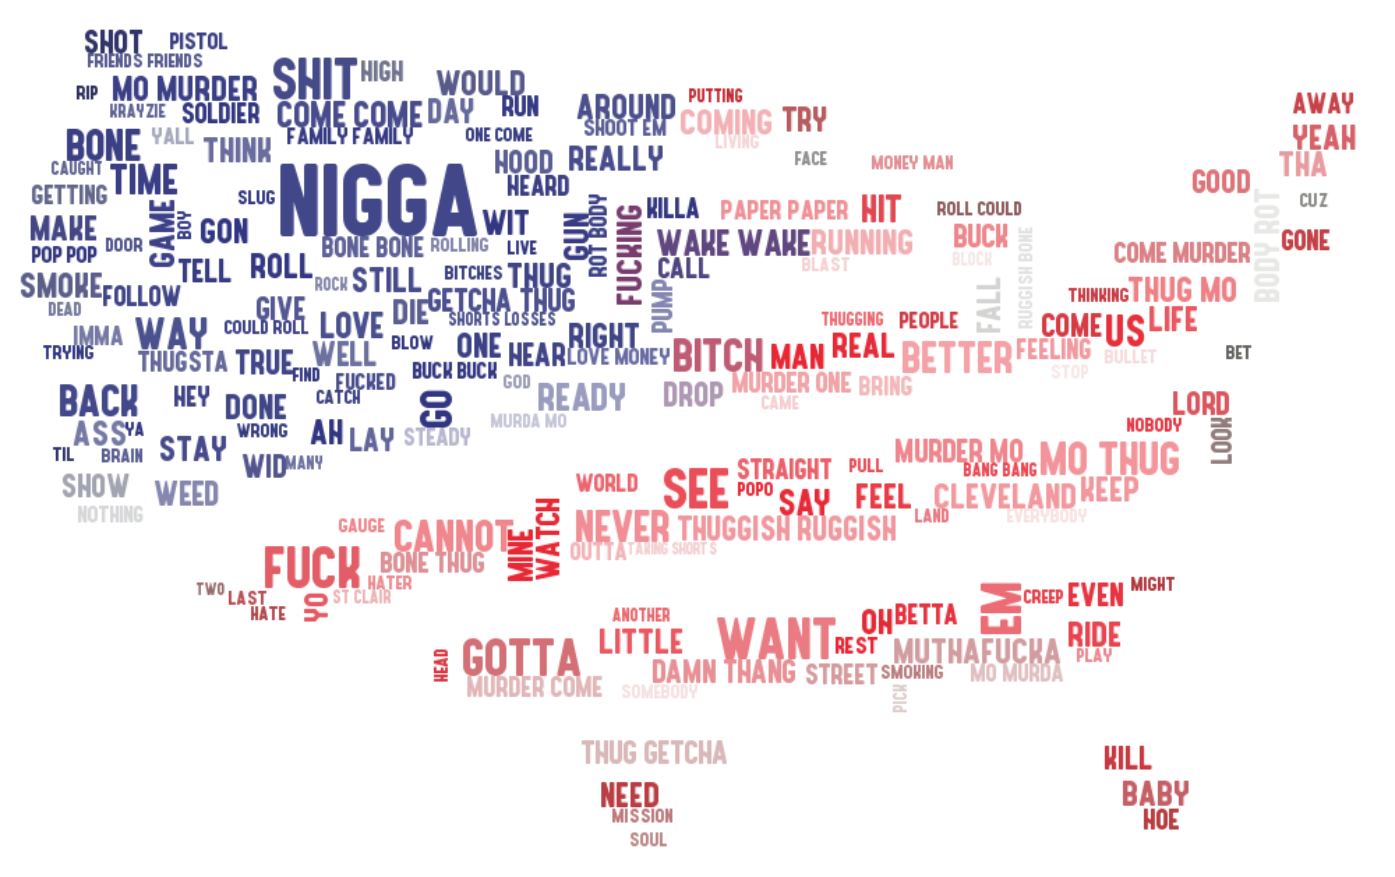 SHOT
PISTOL
FRIENDS FRIENDS
SHIT
HIGH
WOULD
RIP
MO MURDER
KRAYZIE
SOLDIER
COME COME
DAY
RUN
AROUND
PUTTING
AWAY
FAMILY FAMILY
ONE COME
SHOOT EM
COMING
TRY
YEAH
BONE
YALL
THINK
LIVING
HOOD
REALLY
FACE
MONEY MAN
THA
CAUGHT
TIME
HEARD
GOOD
GETTING
SLUG
NIGGA
CUZ
MAKE
GAME
BOY
GON
WIT
GUN
ROT BODY
FUCKING
KILLA
PAPER PAPER
HIT
ROLL COULD
BODY ROT
POP POP
DOOR
BONE BONE
ROLLING
LIVE
WAKE WAKE
RUNNING
BUCK
GONE
TELL
ROLL
CALL
BLAST
BLOCK
RUGGISH BONE
COME MURDER
SMOKE
FOLLOW
ROCK
STILL
BITCHES
THUG
PUMP
FALL
THINKING
THUG MO
DEAD
GIVE
DIE
GETCHA THUG
IMMA
WAY
COULD ROLL
LOVE
SHORTS LOSSES
THUGGING
PEOPLE
COME
US
LIFE
TRYING
THUGSTA
TRUE
WELL
BLOW
ONE
HEAR
RIGHT
LOVE MONEY
BITCH
MAN
REAL
BETTER
FEELING
BULLET
BET
FIND
FUCKED
BUCK BUCK
GOD
STOP
BACK
HEY
DONE
CATCH
GO
READY
DROP
MURDER ONE
BRING
CAME
LORD
ASS
YA
WRONG
AH
LAY
STEADY
MURDA MO
NOBODY
LOOK
TIL
BRAIN
STAY
WID
MANY
MURDER MO
BANG BANG
MO THUG
SHOW
WEED
WORLD
SEE
STRAIGHT
PULL
POPO
SAY
FEEL
CLEVELAND
KEEP
NOTHING
GAUGE
CANNOT
MINE
WATCH
NEVER
THUGGISH RUGGISH
LAND
EVERYBODY
FUCK
BONE THUG
OUTTA
TAKING SHORTS
TWO
LAST
HATE
YO
HATER
ST CLAIR
EM
CREEP
EVEN
MIGHT
ANOTHER
LITTLE
WANT
OH
BETTA
REST
RIDE
HEAD
GOTTA
DAMN THANG
STREET
MUTHAFUCKA
PLAY
MURDER COME
SOMEBODY
SMOKING
MO MURDA
PICK
THUG GETCHA
KILL
NEED
BABY
MISSION
HOE
SOUL